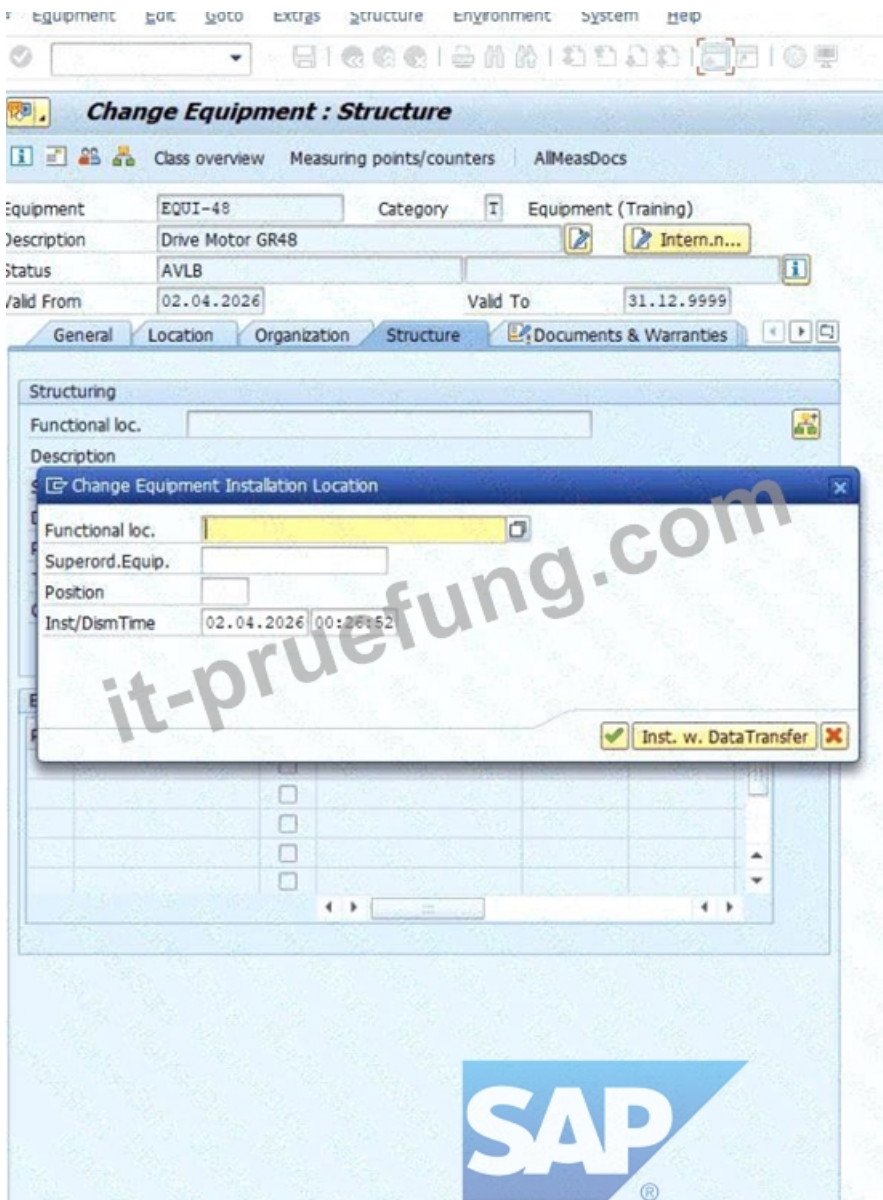 Equipment Edit Goto Extras Structure Environment System Help
Change Equipment : Structure
Class overview Measuring points/counters AllMeasDocs
Equipment EQUI-48 Category T Equipment (Training)
Description Drive Motor GR48 Intern.n...
Status AVLB
Valid From 02.04.2026 Valid To 31.12.9999
General Location Organization Structure Documents & Warranties
Structuring
Functional loc.
Description
Change Equipment Installation Location
Functional loc.
Superord.Equip.
Position
Inst/DismTime 02.04.2026 00:26:52
Inst. w. DataTransfer
it-pruefung.com
SAP ®